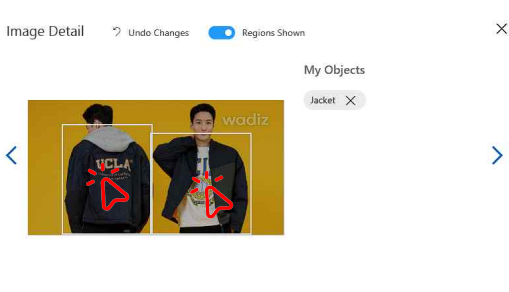 Image Detail
Undo Changes
Regions Shown
My Objects
Jacket
wadiz
UCLA